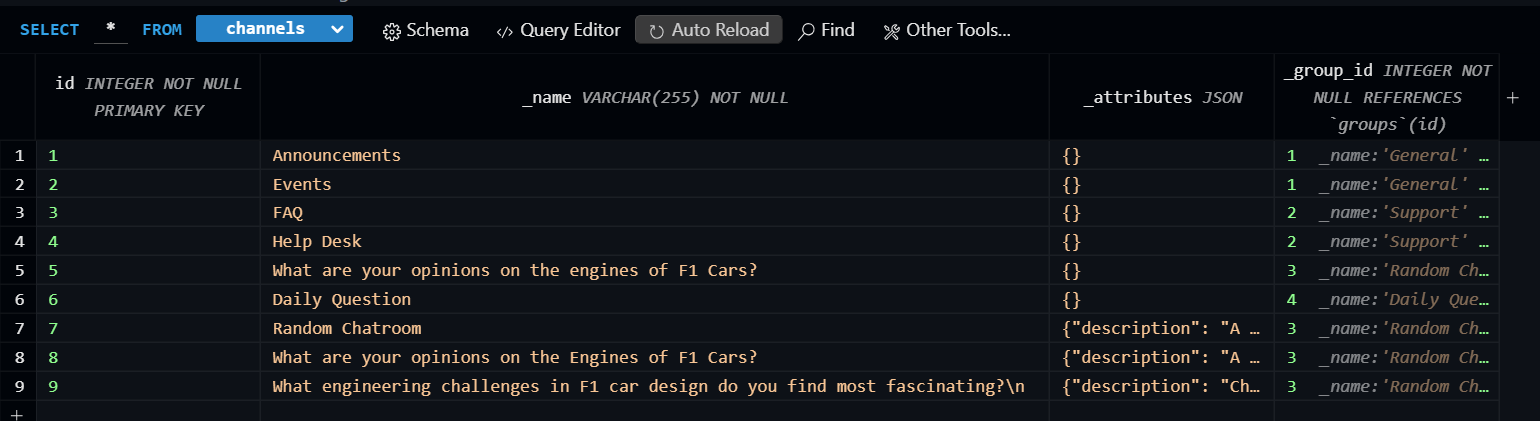 SELECT * FROM channels Schema </> Query Editor Auto Reload Find Other Tools...
id INTEGER NOT NULL
PRIMARY KEY
_name VARCHAR(255) NOT NULL
_attributes JSON
_group_id INTEGER NOT
NULL REFERENCES
`groups`(id)
+
1 1 Announcements {} 1 _name:'General' …
2 2 Events {} 1 _name:'General' …
3 3 FAQ {} 2 _name:'Support' …
4 4 Help Desk {} 2 _name:'Support' …
5 5 What are your opinions on the engines of F1 Cars? {} 3 _name:'Random Ch…
6 6 Daily Question {} 4 _name:'Daily Que…
7 7 Random Chatroom {"description": "A … 3 _name:'Random Ch…
8 8 What are your opinions on the Engines of F1 Cars? {"description": "A … 3 _name:'Random Ch…
9 9 What engineering challenges in F1 car design do you find most fascinating?\n {"description": "Ch… 3 _name:'Random Ch…
+